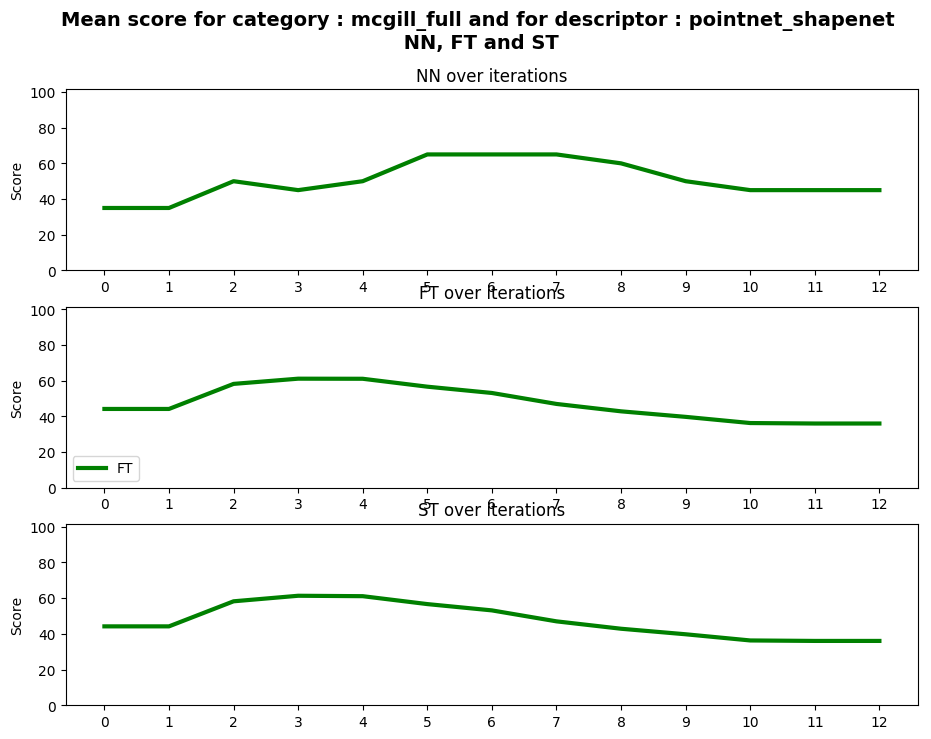 Mean score for category : mcgill_full and for descriptor : pointnet_shapenet
NN, FT and ST
NN over iterations
100
80
60
40
20
0
Score
0 1 2 3 4 5 6 7 8 9 10 11 12
FT over iterations
100
80
60
40
20
0
Score
FT
0 1 2 3 4 5 6 7 8 9 10 11 12
ST over iterations
100
80
60
40
20
0
Score
0 1 2 3 4 5 6 7 8 9 10 11 12